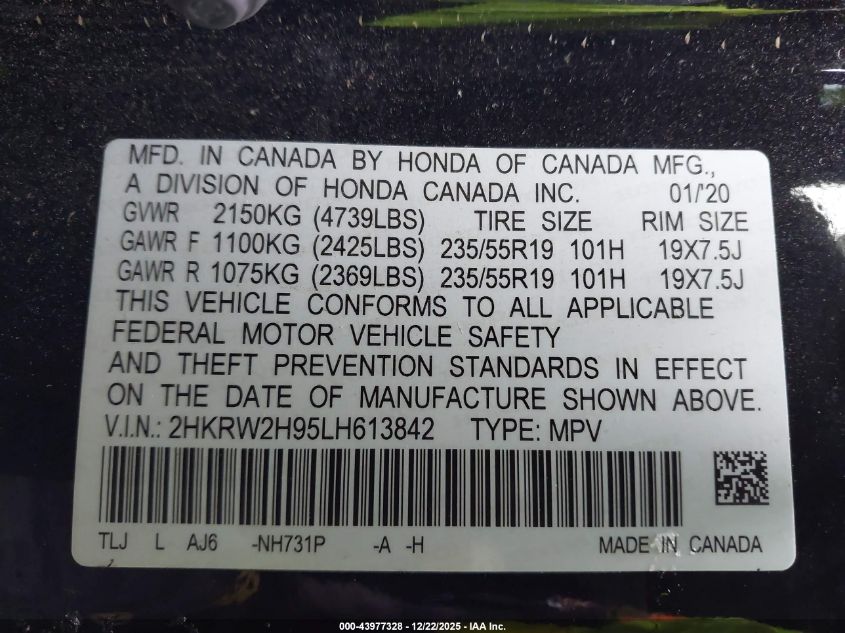 MFD. IN CANADA BY HONDA OF CANADA MFG.,
A DIVISION OF HONDA CANADA INC. 01/'20
GVWR 2150KG (4739LBS) TIRE SIZE RIM SIZE
GAWR F 1100KG (2425LBS) 235/55R19 101H 19X7.5J
GAWR R 1075KG (2369LBS) 235/55R19 101H 19X7.5J
THIS VEHICLE CONFORMS TO ALL APPLICABLE
FEDERAL MOTOR VEHICLE SAFETY
AND THEFT PREVENTION STANDARDS IN EFFECT
ON THE DATE OF MANUFACTURE SHOWN ABOVE.
V.I.N.: 2HKRW2H95LH613842 TYPE: MPV
TLJ L AJ6 -NH731P -A -H MADE IN CANADA
000-43977328 - 12/22/2025 - IAA Inc.